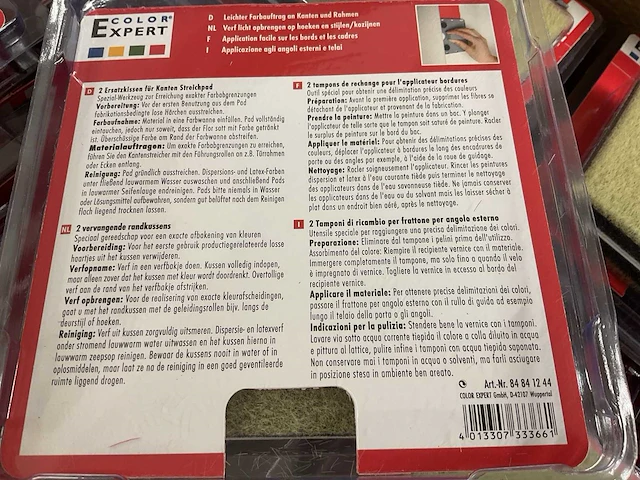 COLOR®
EXPERT
D Leichter Farbauftrag an Kanten und Rahmen
NL Verf licht opbrengen op hoeken en stijlen/kozijnen
F Application facile sur les bords et les cadres
I Applicazione agli angoli esterni e telai
D 2 Ersatzkissen für Kanten Streichpad
Spezial-Werkzeug zur Erreichung exakter Farbabgrenzungen
Vorbereitung: Vor der ersten Benutzung aus dem Pad
fabrikationsbedingte lose Härchen ausstreichen.
Farbaufnahme: Material in eine Farbwanne einfüllen. Pad vollständig
eintauchen, jedoch nur soweit, dass der Flor satt mit Farbe getränkt
ist. Überschüssige Farbe am Rand der Farbwanne abstreifen.
Materialauftragen: Um exakte Farbabgrenzungen zu erreichen,
führen Sie den Kantenstreicher mit den Führungsrollen an z.B. Türrahmen
oder Ecken entlang.
Reinigung: Pad gründlich ausstreichen. Dispersions- und Latex-Farben
unter fließend lauwarmem Wasser auswaschen und anschließend Pads
in lauwarmer Seifenlauge endreinigen. Pads bitte niemals in Wasser
oder Lösungsmittel aufbewahren, sondern gut belüftet nach dem Reinigen
flach liegend trocknen lassen.
NL 2 vervangende randkussens
Speciaal gereedschap voor een exacte afbakening van kleuren
Voorbereiding: Voor het eerste gebruik productiegerelateerde losse
haartjes uit het kussen verwijderen.
Verfopname: Verf in een verfbakje doen. Kussen volledig indopen,
maar alleen zover dat het kussen met kleur wordt doordrenkt. Overtollige
verf aan de rand van het verfbakje afstrijken.
Verf opbrengen: Voor de realisering van exacte kleurafscheidingen,
gaat u met het randkussen met de geleidingsrollen bijv. langs de
deurstijl of hoeken.
Reiniging: Verf uit kussen zorgvuldig uitsmeren. Dispersie- en latexverf
onder stromend lauwwarm water uitwassen en het kussen hierna in
lauwwarm zeepsop reinigen. Bewaar de kussens nooit in water of in
oplosmiddelen, maar laat ze na de reiniging in een goed geventileerde
ruimte liggend drogen.
F 2 tampons de rechange pour l'applicateur bordures
Outil spécial pour obtenir une délimitation précise des couleurs
Préparation: Avant la première application, supprimer les fibres se
détachant de l'applicateur et provenant de la fabrication.
Prendre la peinture: Mettre la peinture dans un bac. Y plonger
l'applicateur de telle sorte que le tampon soit saturé de peinture. Racler
le surplus de peinture sur le bord du bac.
Appliquer le matériel: Pour obtenir des délimitations précises des
couleurs, déplacer l'applicateur à bordures le long des encadrures de
porte ou des angles par exemple, à l'aide de la roue de guidage.
Nettoyage: Racler soigneusement l'applicateur. Rincer les peintures
dispersion et latex à l'eau courante tiède puis terminer le nettoyage
des applicateurs dans de l'eau savonneuse tiède. Ne jamais conserver
les applicateurs dans de l'eau ou du solvant mais les laisser sécher à
plat dans un endroit bien aéré, après le nettoyage.
I 2 Tamponi di ricambio per frattone per angolo esterno
Utensile speciale per raggiungere una precisa delimitazione dei colori.
Preparazione: Eliminare dal tampone i pelini prima dell'utilizzo.
Assorbimento del colore: Riempire il recipiente vernice con il materiale.
Immergere completamente il tampone, ma solo fino a quando il velo
è impregnato di vernice. Togliere la vernice in eccesso al bordo del
recipiente vernice.
Applicare il materiale: Per attenere precise delimitazioni dei colori,
passare il frattone per angolo esterno con il rullo di guida ad esempio
lungo il telaio della porta o gli angoli.
Indicazioni per la pulizia: Stendere bene la vernice con i tamponi.
Lavare via sotto acqua corrente tiepida il colore a colla diluito in acqua
e pittura al lattice, pulire infine i tamponi con acqua tiepida saponata.
Non conservare mai i tamponi in acqua o solventi, ma farli asciugare
in posizione stesa in ambiente ben areato.
Art.-Nr. 84 84 12 44
COLOR EXPERT GmbH, D-42107 Wuppertal
4 013307 333661